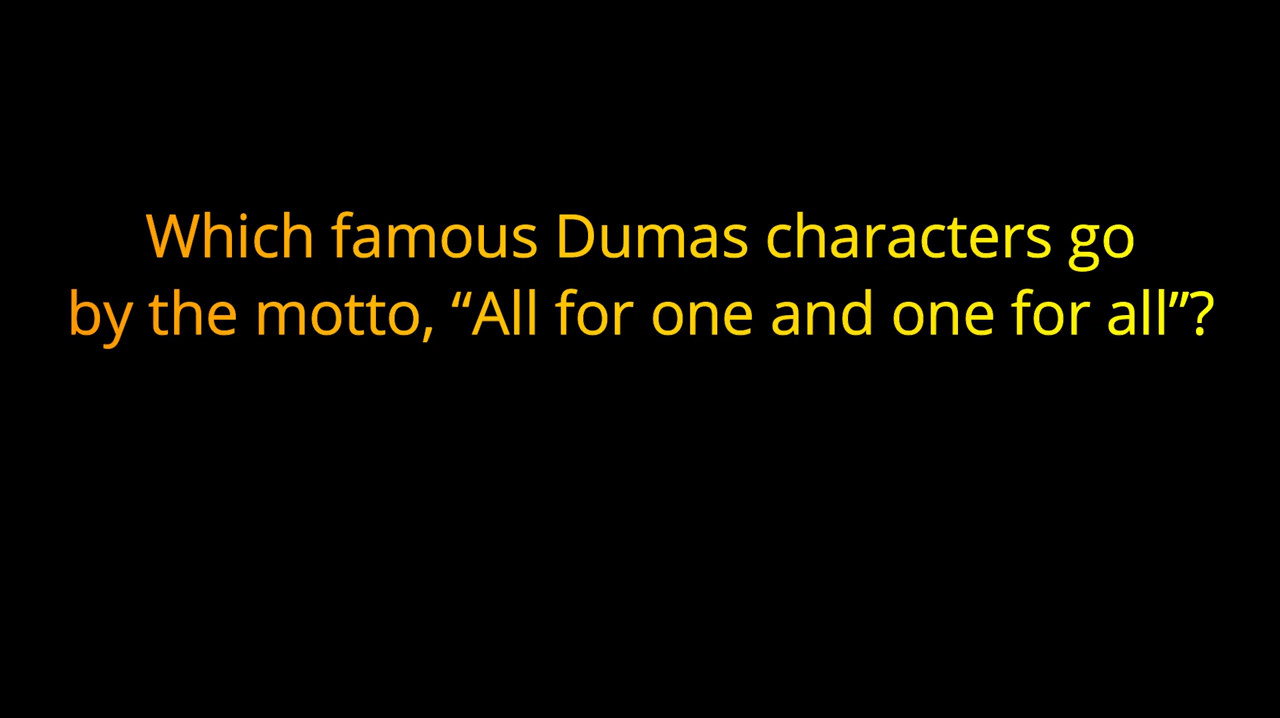 Which famous Dumas characters go
by the motto, “All for one and one for all”?